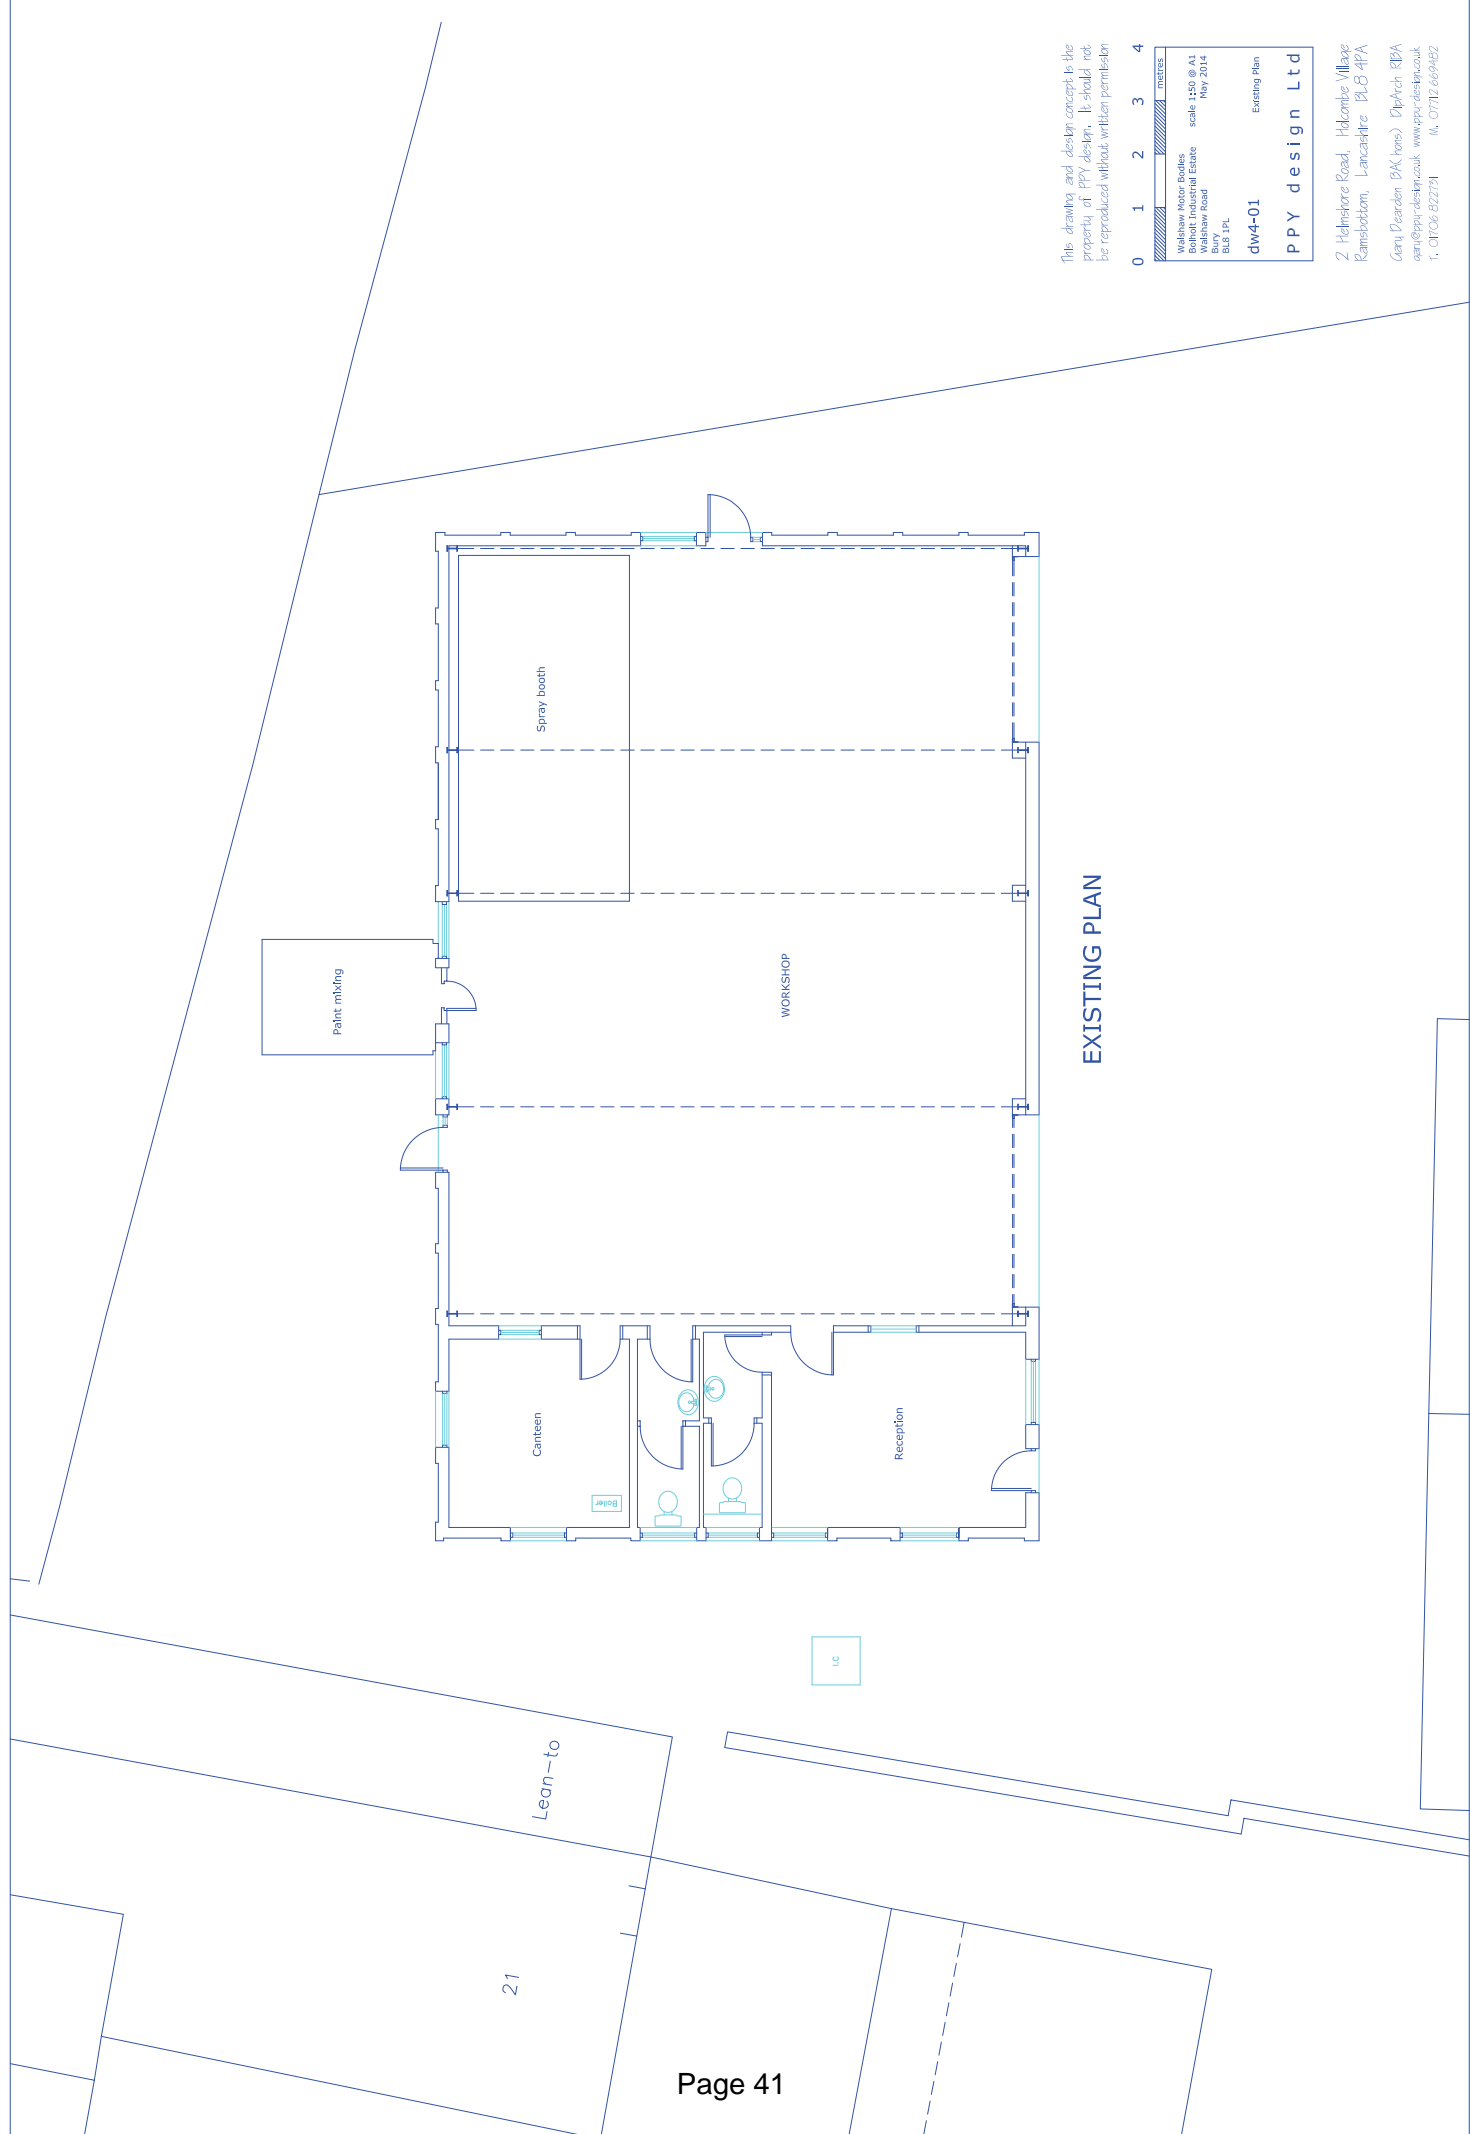 This drawing and design concept is the
property of PPY design. It should not
be reproduced without written permission
0 1 2 3 4
metres
Walshaw Motor Bodies
Bolholt Industrial Estate scale 1:50 @ A1
Walshaw Road May 2014
Bury
BL8 1PL
dw4-01 Existing Plan
PPY design Ltd
2 Helmshore Road, Holcombe Village
Ramsbottom, Lancashire BL8 4PA
Gary Dearden BA(hons) DipArch RIBA
gary@ppy-design.co.uk www.ppy-design.co.uk
T. 01706 822731 M. 07712 669482
Spray booth
Paint mixing
WORKSHOP
EXISTING PLAN
Canteen
Boiler
Reception
I.C
Lean-to
21
Page 41